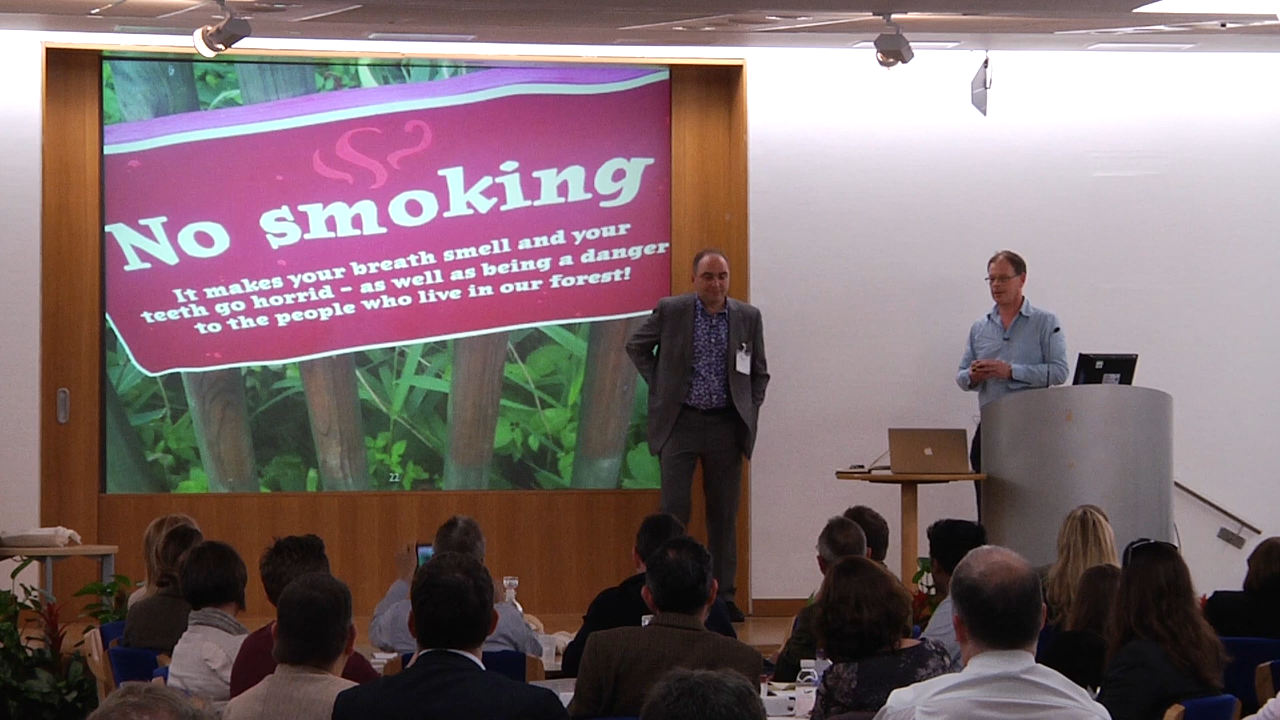 No smoking
It makes your breath smell and your
teeth go horrid – as well as being a danger
to the people who live in our forest!
22